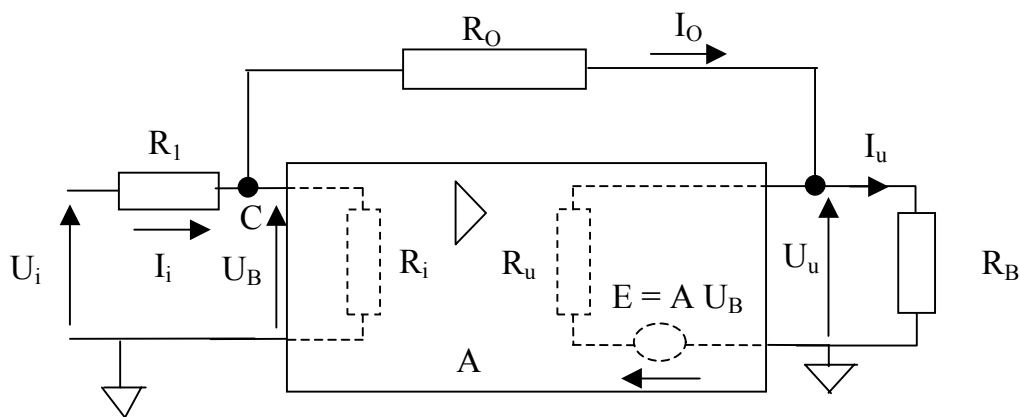 R_O
I_O
R_1
I_u
C
U_i
I_i
U_B
R_i
R_u
U_u
R_B
E = A U_B
A